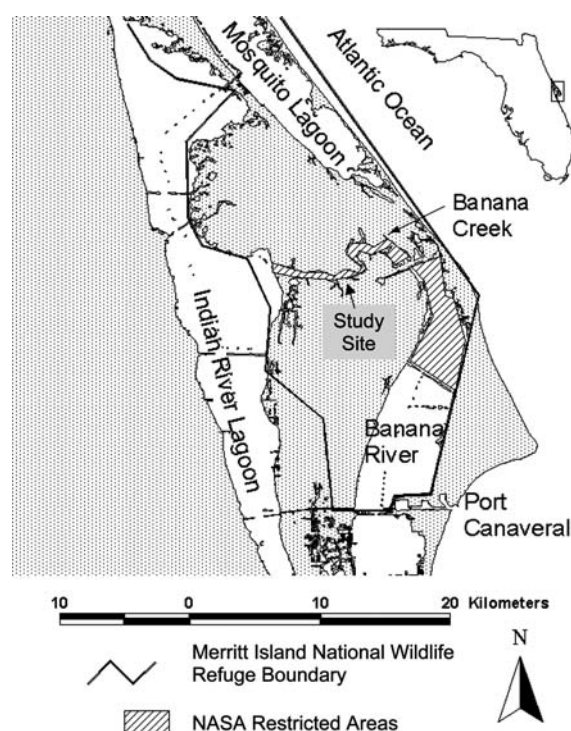 Mosquito Lagoon
Atlantic Ocean
Banana
Creek
Study
Site
Indian River Lagoon
Banana
River
Port
Canaveral
10 0 10 20 Kilometers
Merritt Island National Wildlife
Refuge Boundary
N
NASA Restricted Areas